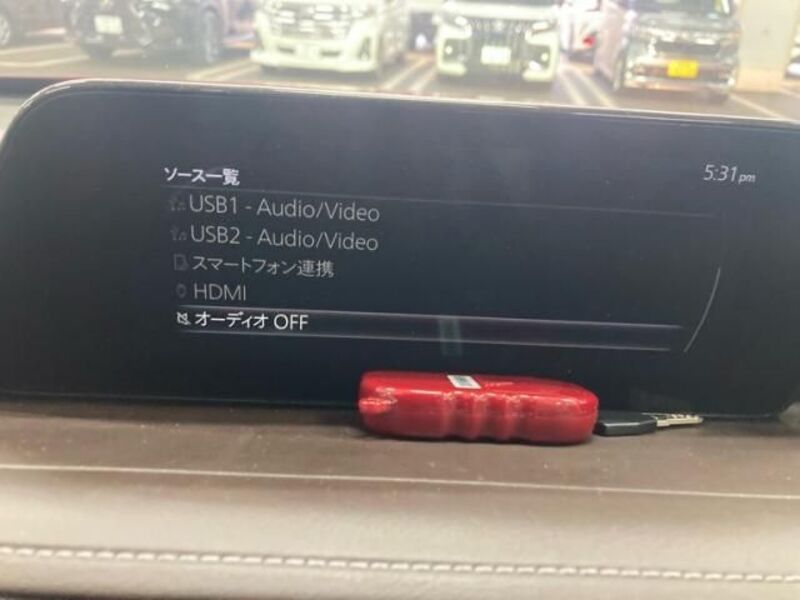 ソース一覧
5:31pm
USB1 - Audio/Video
USB2 - Audio/Video
スマートフォン連携
HDMI
オーディオ OFF